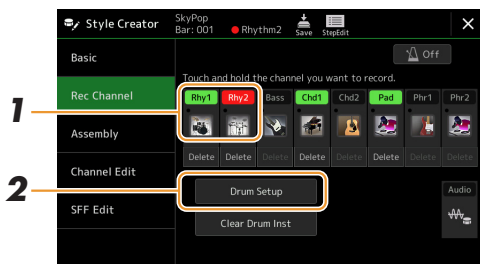 Style Creator
SkyPop
Bar: 001 Rhythm2 Save StepEdit
Basic
Off
Touch and hold the channel you want to record.
Rec Channel
Rhy1 Rhy2 Bass Chd1 Chd2 Pad Phr1 Phr2
1
Assembly
Delete Delete Delete Delete Delete Delete Delete Delete
Channel Edit
2
Drum Setup
Audio
SFF Edit
Clear Drum Inst